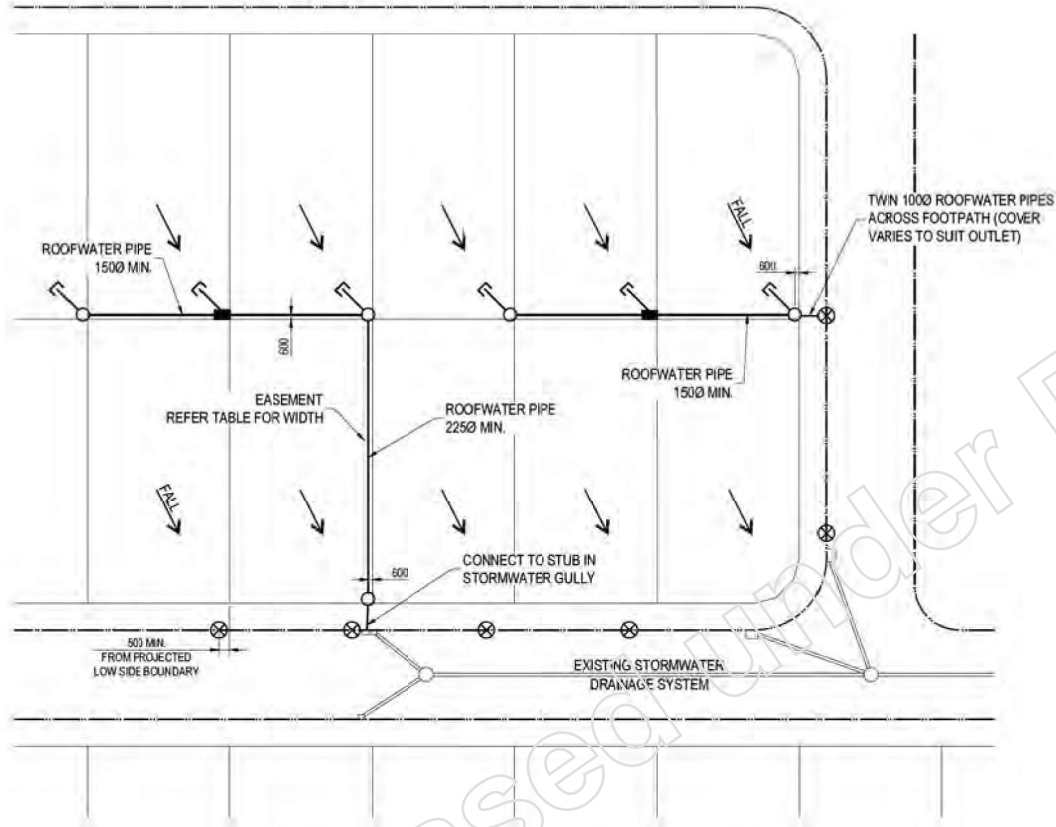 TWIN 100Ø ROOFWATER PIPES
ACROSS FOOTPATH (COVER
VARIES TO SUIT OUTLET)
FALL
ROOFWATER PIPE
150Ø MIN.
600
600
ROOFWATER PIPE
150Ø MIN.
EASEMENT
REFER TABLE FOR WIDTH
ROOFWATER PIPE
225Ø MIN.
FALL
CONNECT TO STUB IN
STORMWATER GULLY
600
500 MIN.
FROM PROJECTED
LOW SIDE BOUNDARY
EXISTING STORMWATER
DRAINAGE SYSTEM
sed under